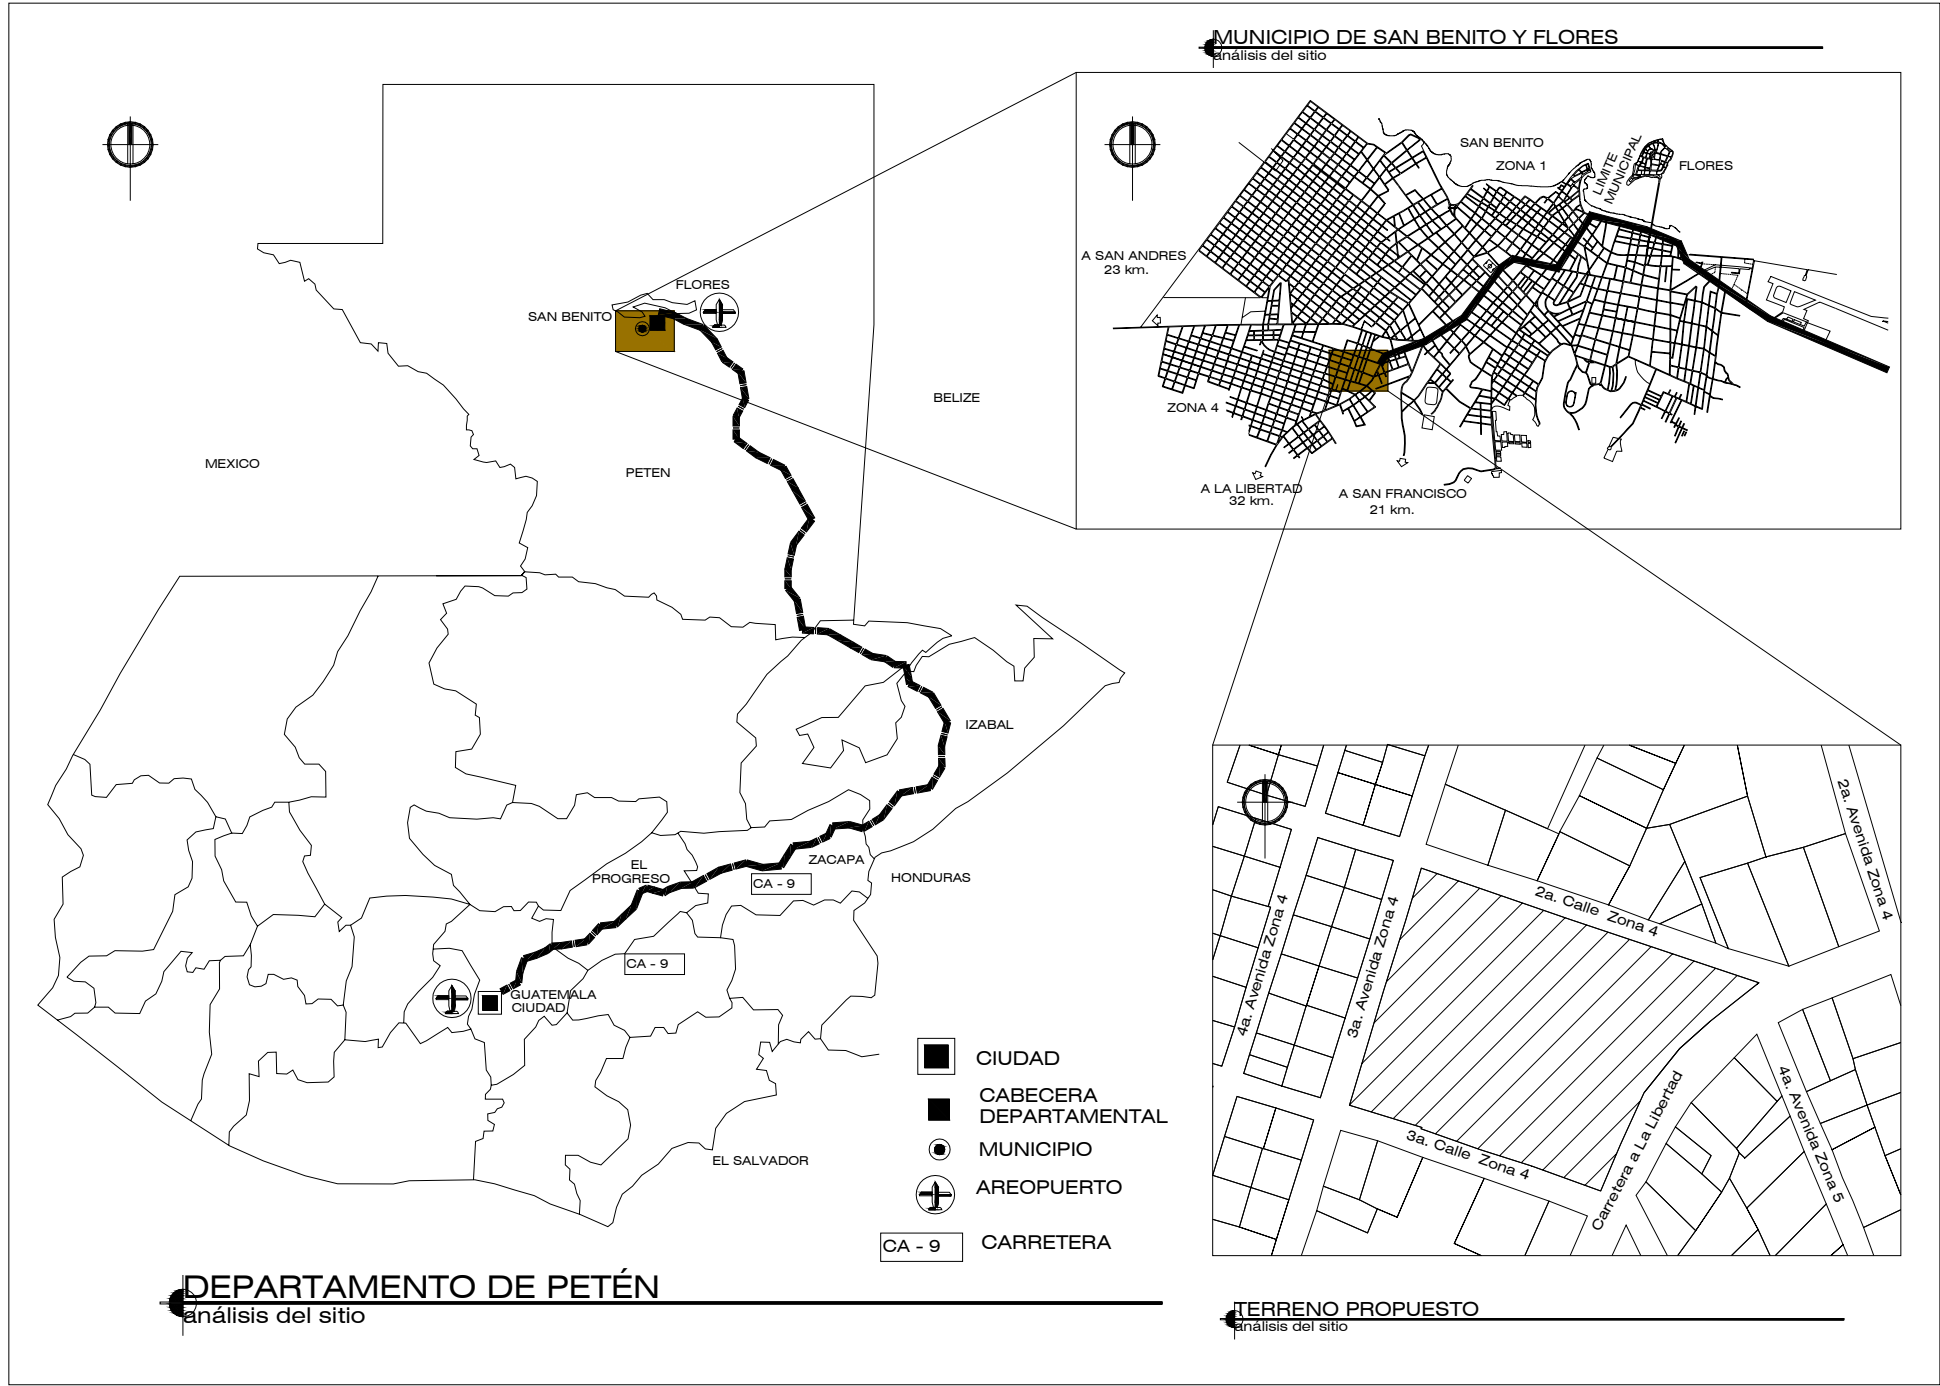 MUNICIPIO DE SAN BENITO Y FLORES
análisis del sitio
SAN BENITO
ZONA 1
LIMITE
MUNICIPAL
FLORES
A SAN ANDRES
23 km.
ZONA 4
A LA LIBERTAD
32 km.
A SAN FRANCISCO
21 km.
FLORES
SAN BENITO
BELIZE
MEXICO
PETEN
IZABAL
ZACAPA
EL
PROGRESO
CA - 9
HONDURAS
CA - 9
GUATEMALA
CIUDAD
EL SALVADOR
CIUDAD
CABECERA
DEPARTAMENTAL
MUNICIPIO
AREOPUERTO
CA - 9
CARRETERA
2a. Avenida Zona 4
2a. Calle Zona 4
4a. Avenida Zona 4
3a. Avenida Zona 4
3a. Calle Zona 4
Carretera a La Libertad
4a. Avenida Zona 5
DEPARTAMENTO DE PETÉN
análisis del sitio
TERRENO PROPUESTO
análisis del sitio